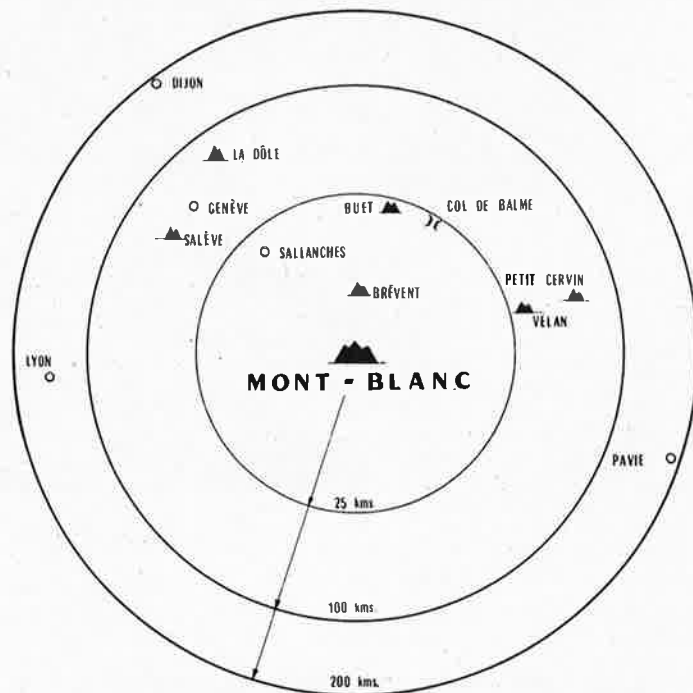 DIJON
LA DÔLE
GENÈVE
BUET
COL DE BALME
SALÈVE
SALLANCHES
PETIT CERVIN
BRÉVENT
VÉLAN
LYON
MONT - BLANC
PAVIE
25 kms.
100 kms.
200 kms.